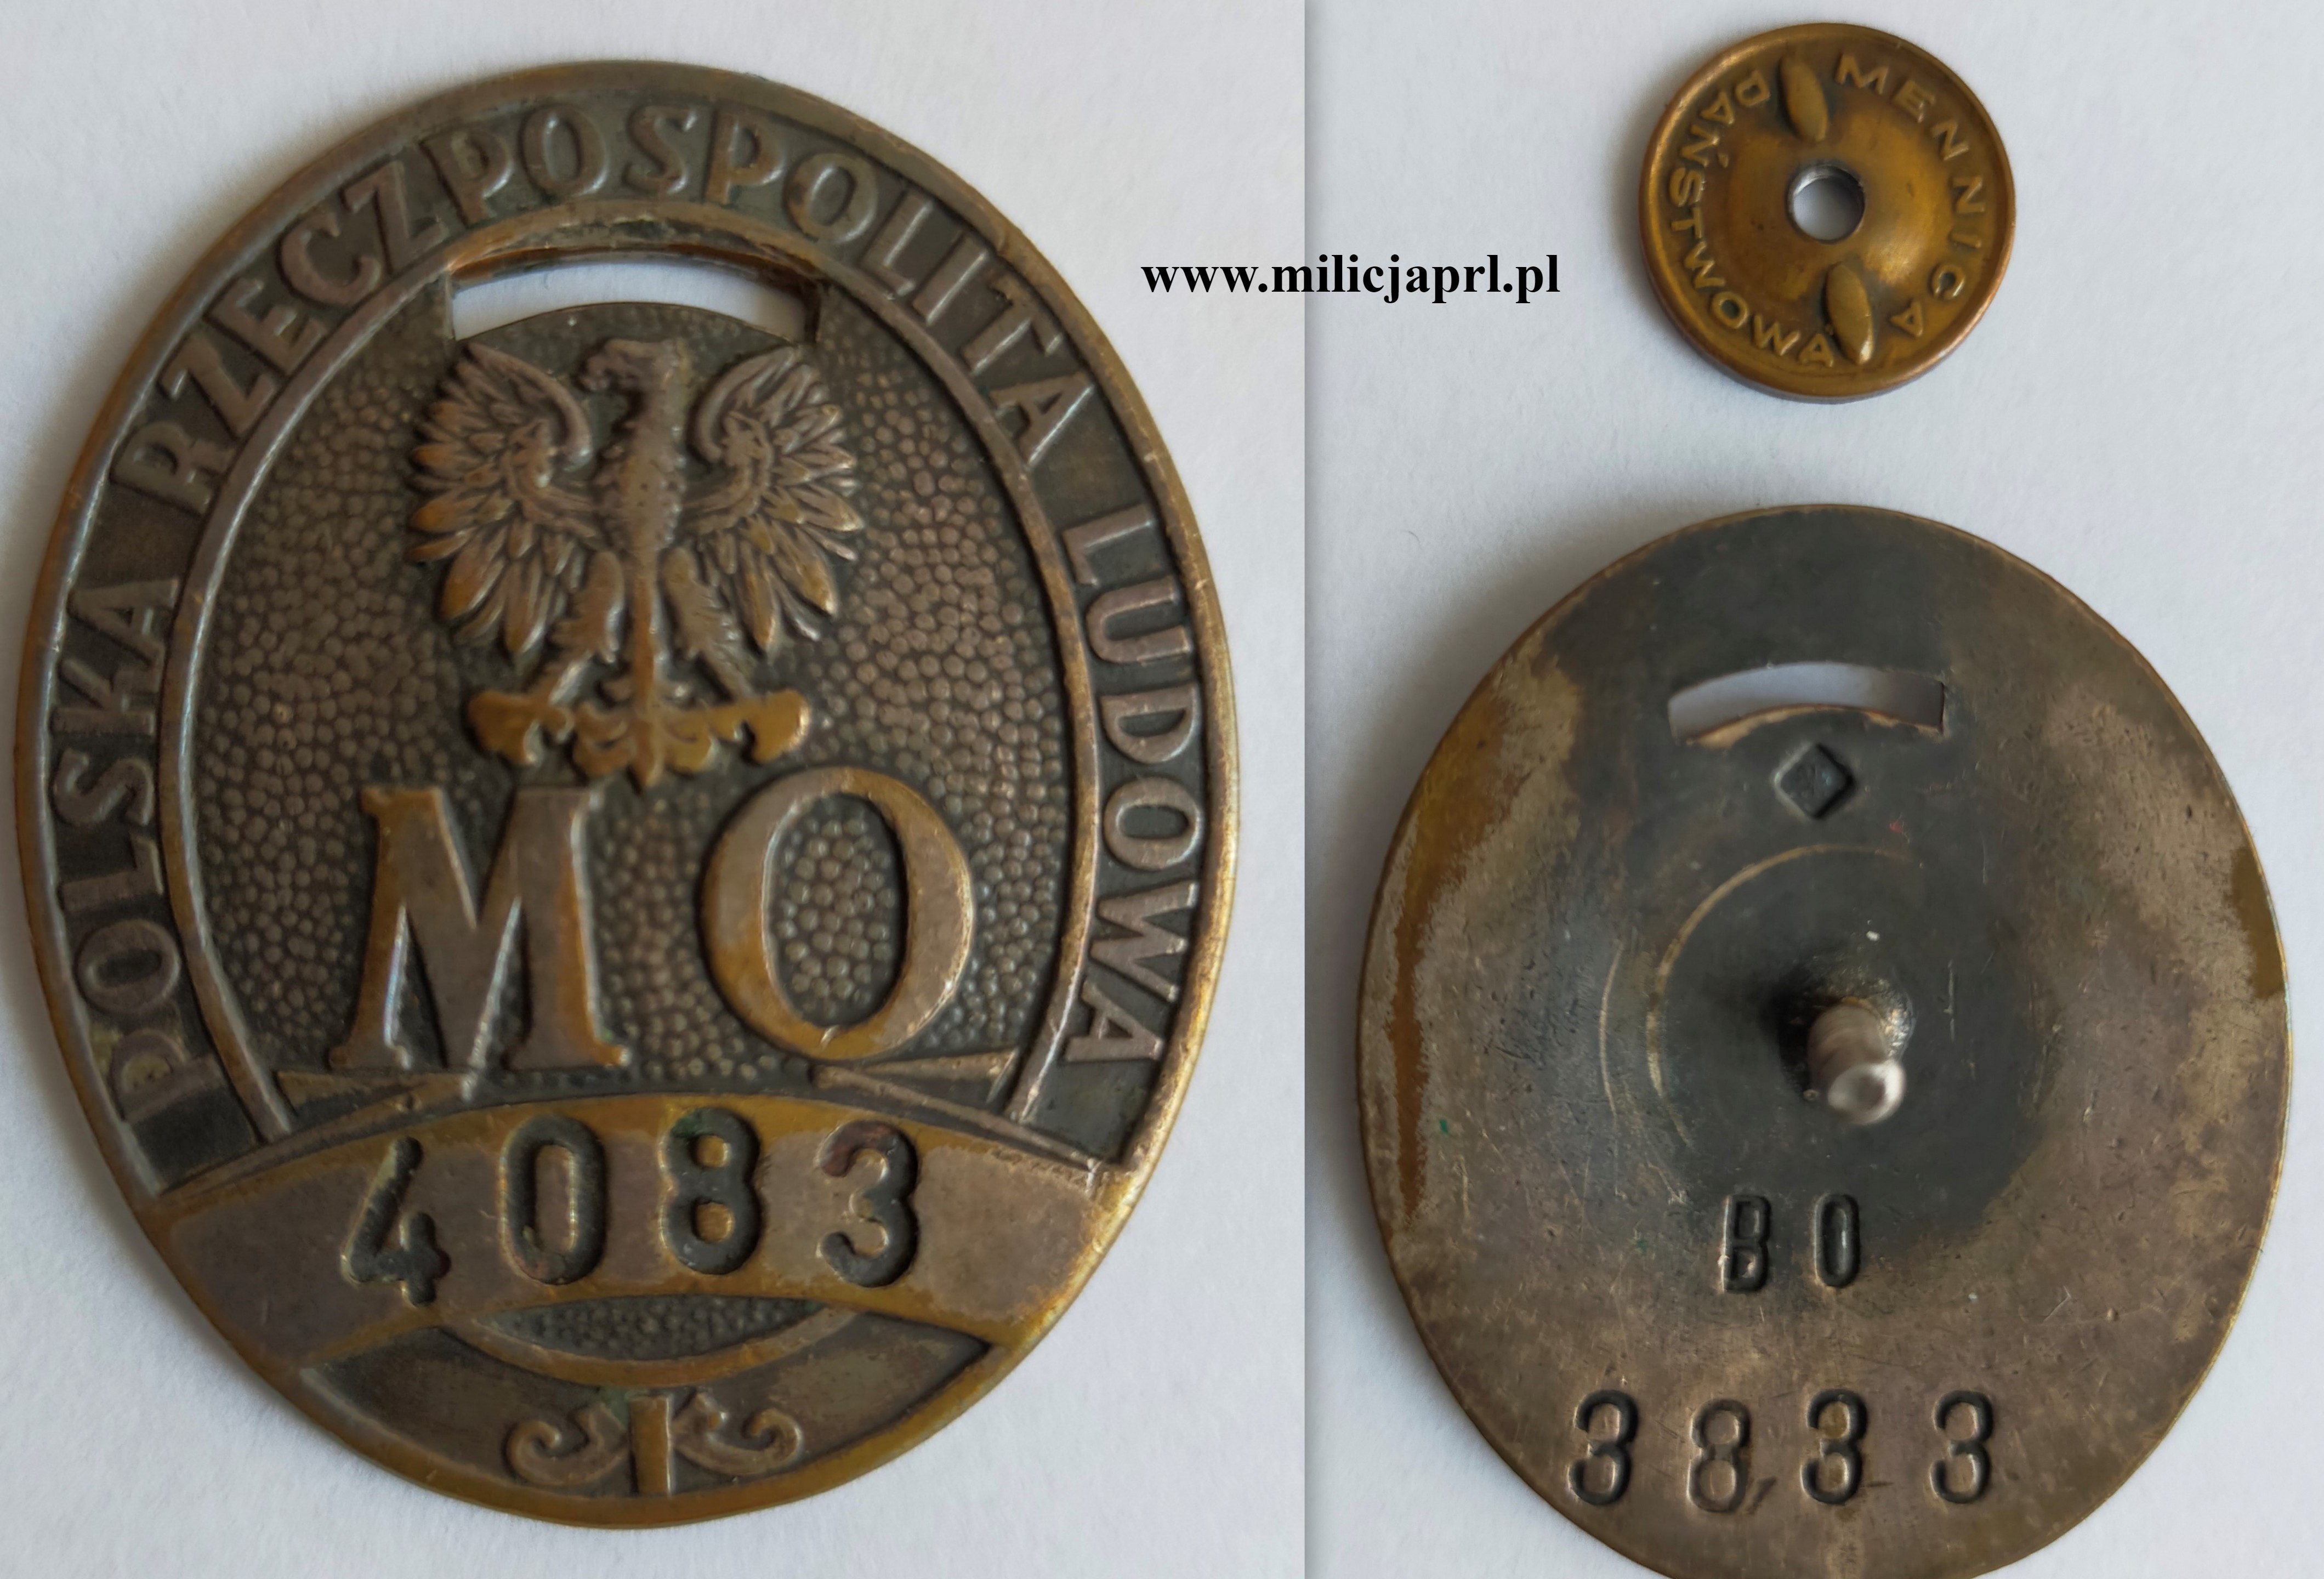 POLSKA RZECZPOSPOLITA LUDOWA
MO
4083
www.milicjaprl.pl
MENNICA
PAŃSTWOWA
BO
3833